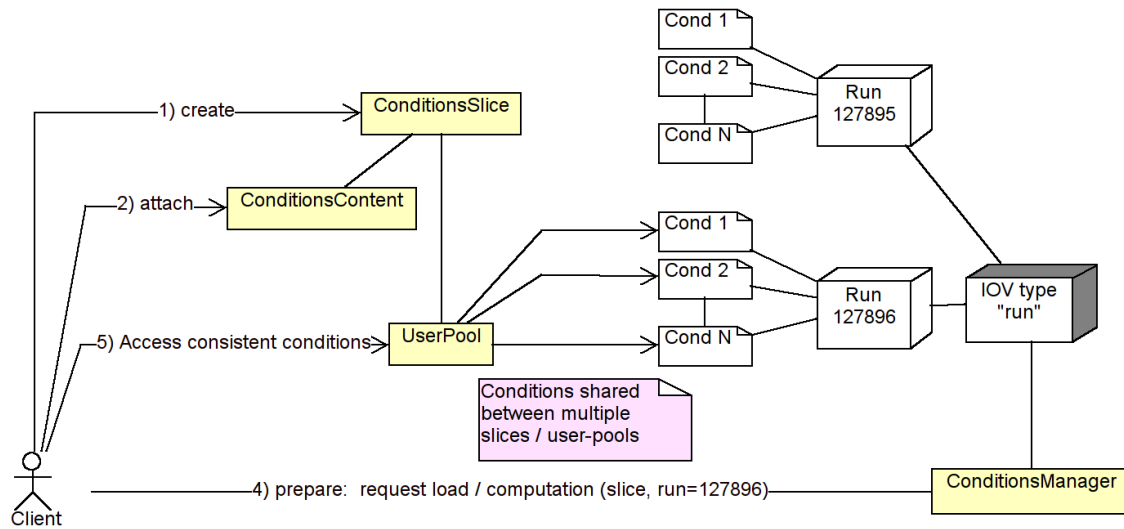 Cond 1
Cond 2
Cond N
Run
127895
1) create
ConditionsSlice
2) attach
ConditionsContent
Cond 1
Cond 2
Cond N
Run
127896
IOV type
"run"
5) Access consistent conditions
UserPool
Conditions shared
between multiple
slices / user-pools
4) prepare: request load / computation (slice, run=127896)
ConditionsManager
Client